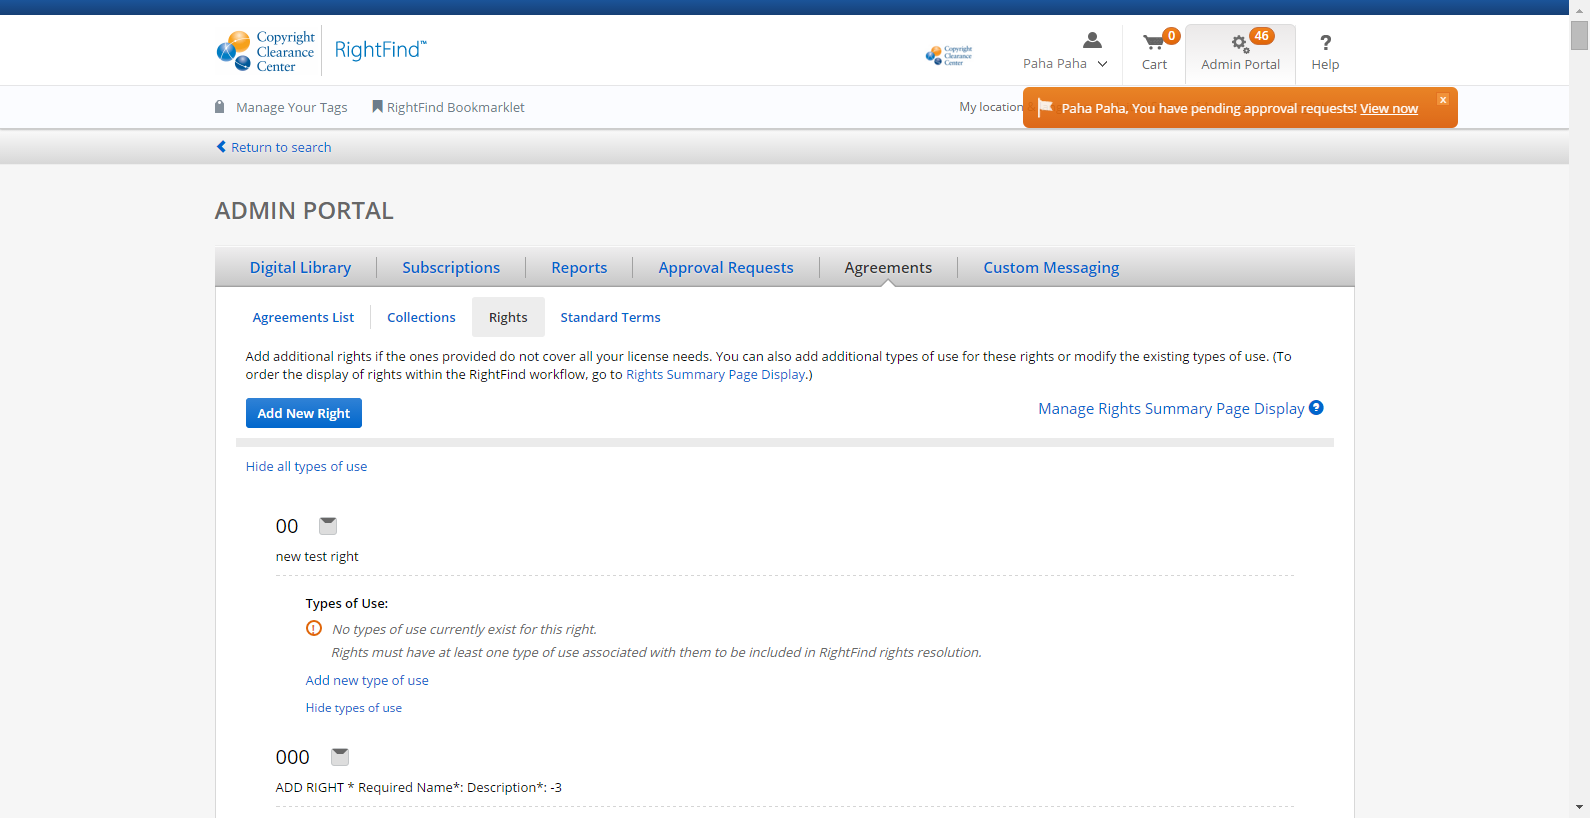 Copyright
Clearance
Center
RightFind™
Copyright
Clearance
Center
Paha Paha
0
Cart
46
Admin Portal
?
Help
Manage Your Tags
RightFind Bookmarklet
My location
Paha Paha, You have pending approval requests! View now
x
Return to search
ADMIN PORTAL
Digital Library
Subscriptions
Reports
Approval Requests
Agreements
Custom Messaging
Agreements List
Collections
Rights
Standard Terms
Add additional rights if the ones provided do not cover all your license needs. You can also add additional types of use for these rights or modify the existing types of use. (To
order the display of rights within the RightFind workflow, go to Rights Summary Page Display.)
Add New Right
Manage Rights Summary Page Display ?
Hide all types of use
00
new test right
Types of Use:
! No types of use currently exist for this right.
Rights must have at least one type of use associated with them to be included in RightFind rights resolution.
Add new type of use
Hide types of use
000
ADD RIGHT * Required Name*: Description*: -3